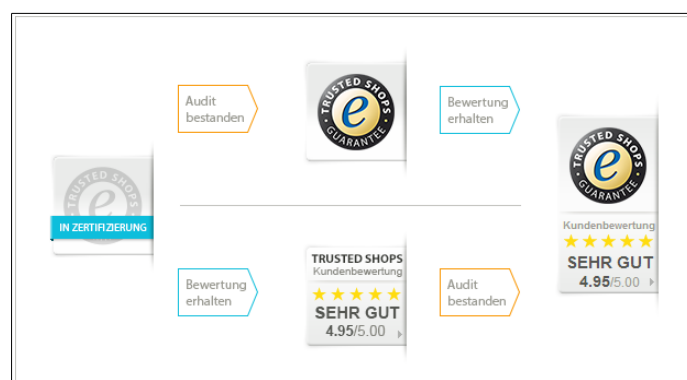 TRUSTED SHOPS
e
IN ZERTIFIZIERUNG
Audit
bestanden
TRUSTED SHOPS
e
GUARANTEE
Bewertung
erhalten
Bewertung
erhalten
TRUSTED SHOPS
Kundenbewertung
SEHR GUT
4.95/5.00
Audit
bestanden
TRUSTED SHOPS
e
GUARANTEE
Kundenbewertung
SEHR GUT
4.95/5.00